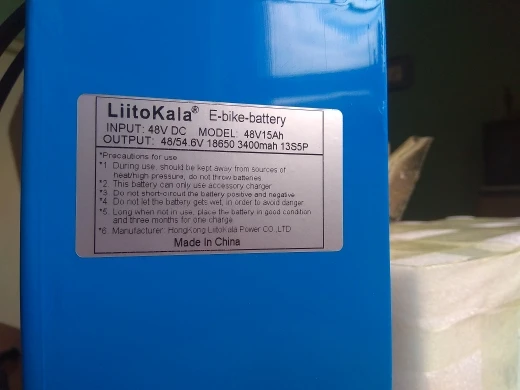 LiitoKala® E-bike-battery
INPUT: 48V DC MODEL: 48V15Ah
OUTPUT: 48/54.6V 18650 3400mah 13S5P
*Precautions for use
*1. During use, should be kept away from sources of
heat/high pressure, do not throw batteries
*2. This battery can only use accessory charger
*3. Do not short-circuit the battery positive and negative
*4. Do not let the battery gets wet, in order to avoid danger
*5. Long when not in use, place the battery in good condition
and three months for one charge
*6. Manufacturer: HongKong LiitoKala Power CO.,LTD
Made In China